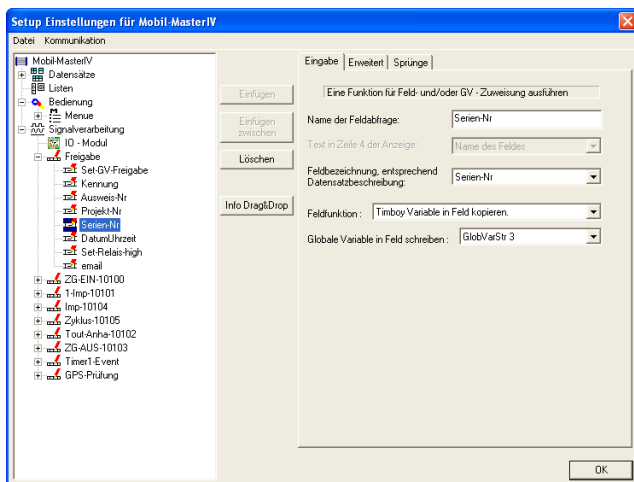 Setup Einstellungen für Mobil-MasterIV
Datei Kommunikation
Mobil-MasterIV
Datensätze
Listen
Bedienung
Menue
Signalverarbeitung
IO - Modul
Freigabe
Set-GV-Freigabe
Kennung
Ausweis-Nr
Projekt-Nr
Serien-Nr
DatumUhrzeit
Set-Relais-high
email
ZG-EIN-10100
1-Imp-10101
Imp-10104
Zyklus-10105
Tout-Anha-10102
ZG-AUS-10103
Timer1-Event
GPS-Prüfung
Einfügen
Einfügen
zwischen
Löschen
Info Drag&Drop
Eingabe Erweitert Sprünge
Eine Funktion für Feld- und/oder GV - Zuweisung ausführen
Name der Feldabfrage: Serien-Nr
Text in Zeile 4 der Anzeige: Name des Feldes
Feldbezeichnung, entsprechend
Datensatzbeschreibung: Serien-Nr
Feldfunktion : Timboy Variable in Feld kopieren.
Globale Variable in Feld schreiben : GlobVarStr 3
OK